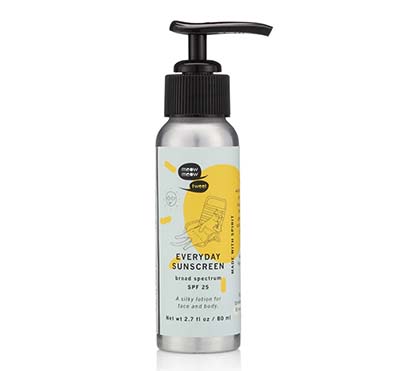 meow
meow
tweet
EVERYDAY
SUNSCREEN
broad spectrum
SPF 25
A silky lotion for
face and body.
Net wt 2.7 fl oz / 80 ml
MADE WITH SPIRIT